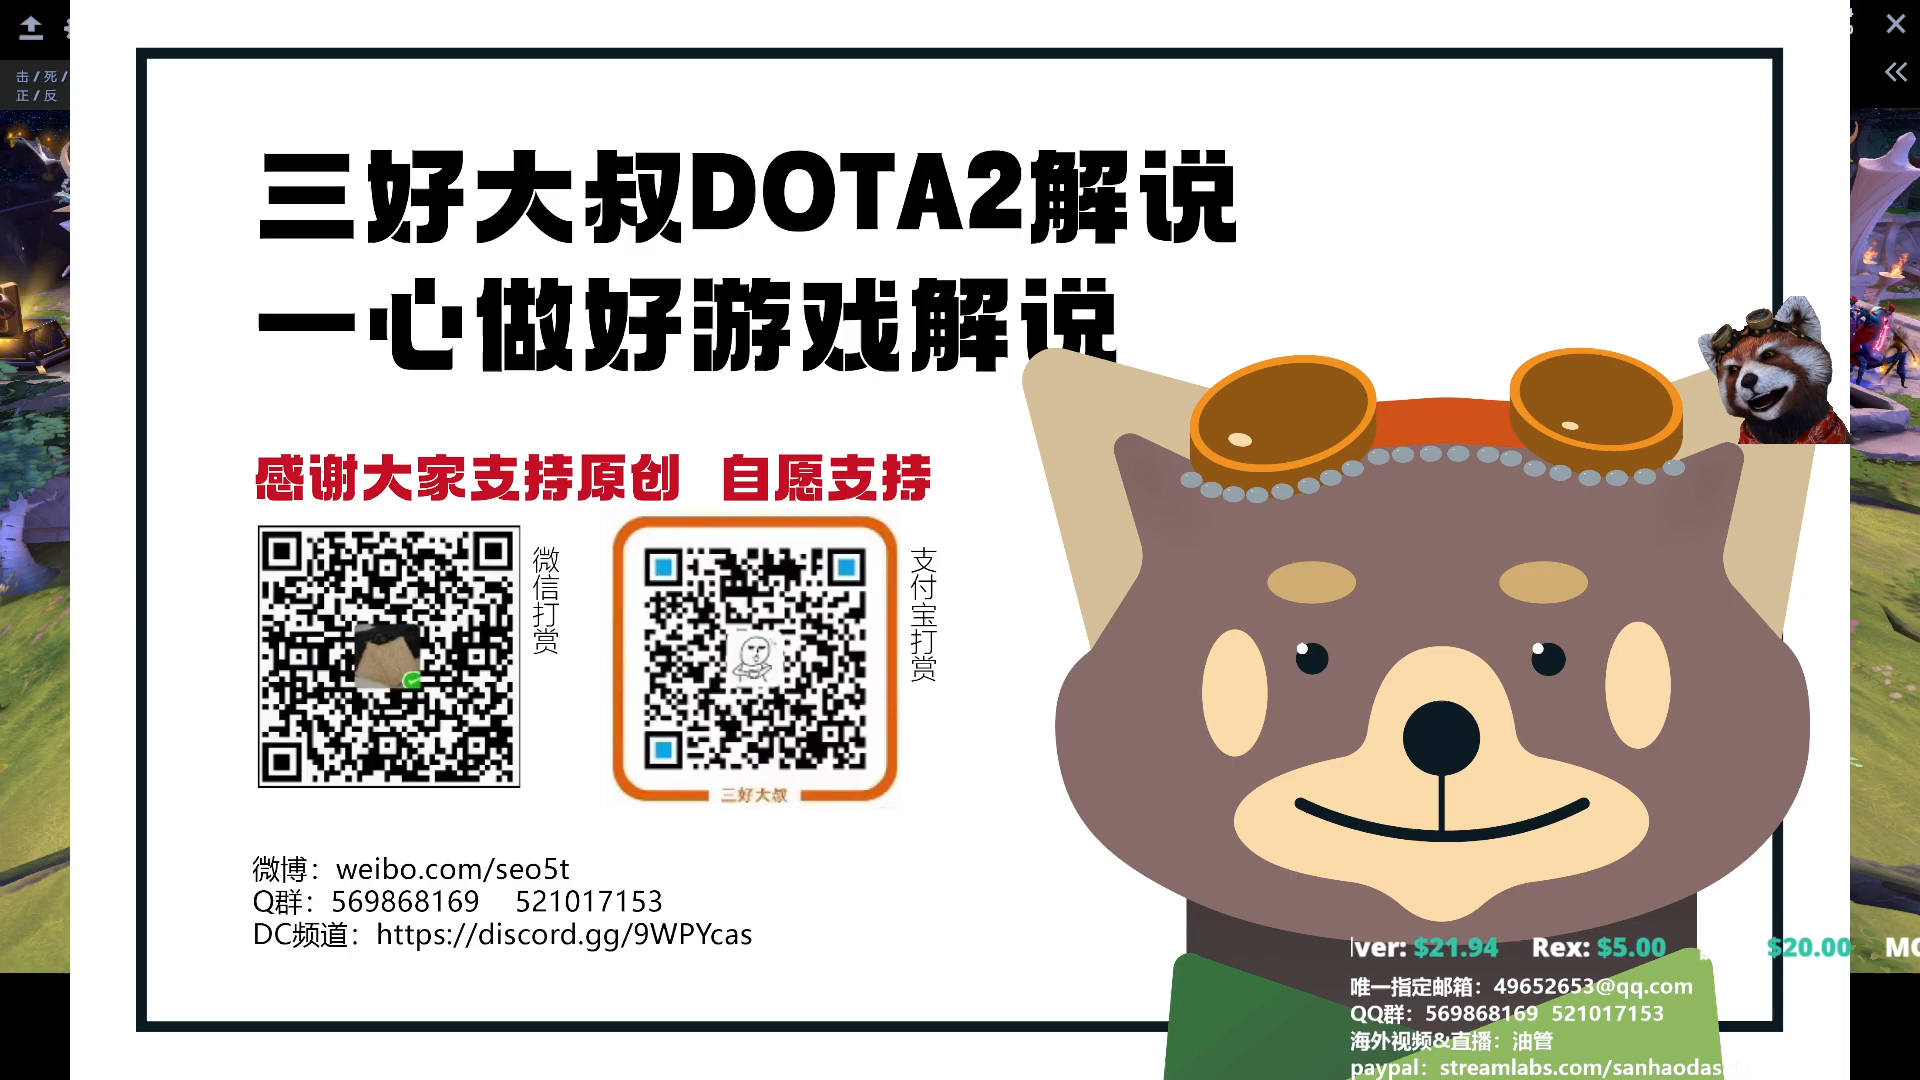 击 / 死 /
正 / 反
三好大叔DOTA2解说
一心做好游戏解说
感谢大家支持原创 自愿支持
微信打赏
支付宝打赏
三好大叔
微博：weibo.com/seo5t
Q群：569868169 521017153
DC频道：https://discord.gg/9WPYcas
ver: $21.94 Rex: $5.00 $20.00
唯一指定邮箱：49652653@qq.com
QQ群：569868169 521017153
海外视频&直播：油管
paypal：streamlabs.com/sanhaodas